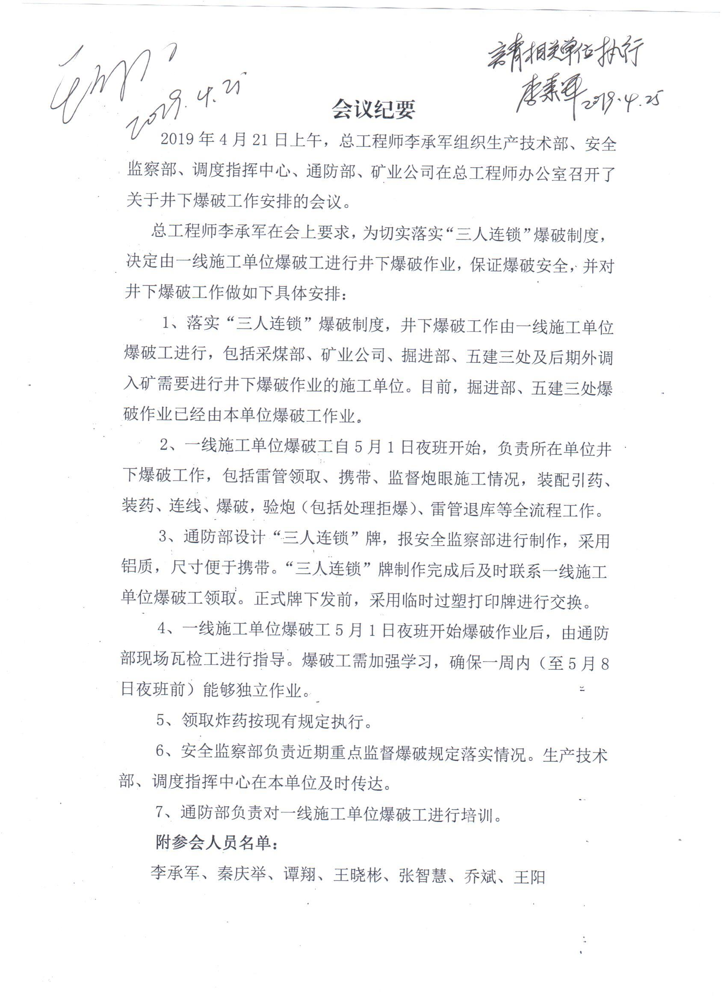 2019.4.25
請相关单位执行
李承军2019.4.25
会议纪要
2019年4月21日上午，总工程师李承军组织生产技术部、安全
监察部、调度指挥中心、通防部、矿业公司在总工程师办公室召开了
关于井下爆破工作安排的会议。
总工程师李承军在会上要求，为切实落实“三人连锁”爆破制度，
决定由一线施工单位爆破工进行井下爆破作业，保证爆破安全，并对
井下爆破工作做如下具体安排：
1、落实“三人连锁”爆破制度，井下爆破工作由一线施工单位
爆破工进行，包括采煤部、矿业公司、掘进部、五建三处及后期外调
入矿需要进行井下爆破作业的施工单位。目前，掘进部、五建三处爆
破作业已经由本单位爆破工作业。
2、一线施工单位爆破工自5月1日夜班开始，负责所在单位井
下爆破工作，包括雷管领取、携带、监督炮眼施工情况，装配引药、
装药、连线、爆破，验炮（包括处理拒爆）、雷管退库等全流程工作。
3、通防部设计“三人连锁”牌，报安全监察部进行制作，采用
铝质，尺寸便于携带。“三人连锁”牌制作完成后及时联系一线施工
单位爆破工领取。正式牌下发前，采用临时过塑打印牌进行交换。
4、一线施工单位爆破工5月1日夜班开始爆破作业后，由通防
部现场瓦检工进行指导。爆破工需加强学习，确保一周内（至5月8
日夜班前）能够独立作业。
5、领取炸药按现有规定执行。
6、安全监察部负责近期重点监督爆破规定落实情况。生产技术
部、调度指挥中心在本单位及时传达。
7、通防部负责对一线施工单位爆破工进行培训。
附参会人员名单：
李承军、秦庆举、谭翔、王晓彬、张智慧、乔斌、王阳